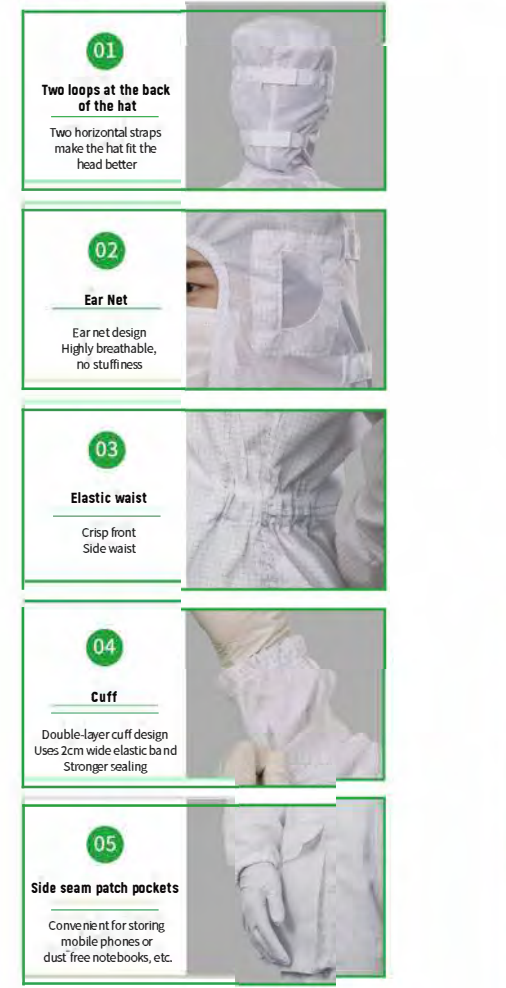 01
Two loops at the back
of the hat
Two horizontal straps
make the hat fit the
head better
02
Ear Net
Ear net design
Highly breathable,
no stuffiness
03
Elastic waist
Crisp front
Side waist
04
Cuff
Double-layer cuff design
Uses 2cm wide elastic band
Stronger sealing
05
Side seam patch pockets
Convenient for storing
mobile phones or
dust free notebooks, etc.